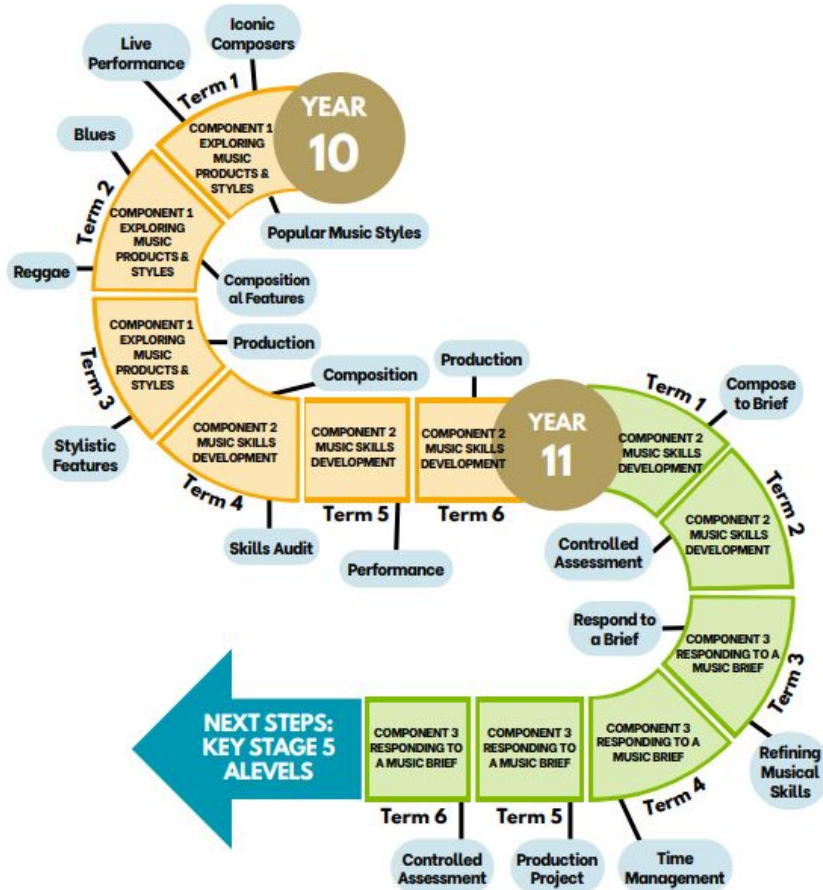 Iconic
Composers
Live
Performance
Term 1
YEAR
10
COMPONENT 1
EXPLORING
MUSIC
PRODUCTS &
STYLES
Popular Music Styles
Blues
Term 2
COMPONENT 1
EXPLORING
MUSIC
PRODUCTS
& STYLES
Reggae
Composition
al Features
COMPONENT 1
EXPLORING
MUSIC
PRODUCTS &
STYLES
Production
Term 3
Stylistic
Features
Composition
COMPONENT 2
MUSIC SKILLS
DEVELOPMENT
Term 4
Skills Audit
COMPONENT 2
MUSIC SKILLS
DEVELOPMENT
Term 5
Performance
Production
COMPONENT 2
MUSIC SKILLS
DEVELOPMENT
Term 6
YEAR
11
Term 1
Compose
to Brief
COMPONENT 2
MUSIC SKILLS
DEVELOPMENT
Term 2
COMPONENT 2
MUSIC SKILLS
DEVELOPMENT
Controlled
Assessment
Respond to
a Brief
COMPONENT 3
RESPONDING TO A
MUSIC BRIEF
Term 3
Refining
Musical
Skills
COMPONENT 3
RESPONDING TO A
MUSIC BRIEF
Term 4
Time
Management
COMPONENT 3
RESPONDING TO
A MUSIC BRIEF
Term 5
Production
Project
COMPONENT 3
RESPONDING TO
A MUSIC BRIEF
Term 6
Controlled
Assessment
NEXT STEPS:
KEY STAGE 5
ALEVELS